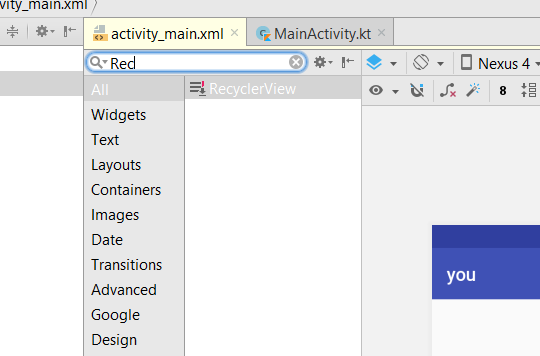 vity_main.xml
activity_main.xml
MainActivity.kt
Rec
Nexus 4
All
RecyclerView
8
Widgets
Text
Layouts
Containers
Images
Date
Transitions
Advanced
Google
Design
you